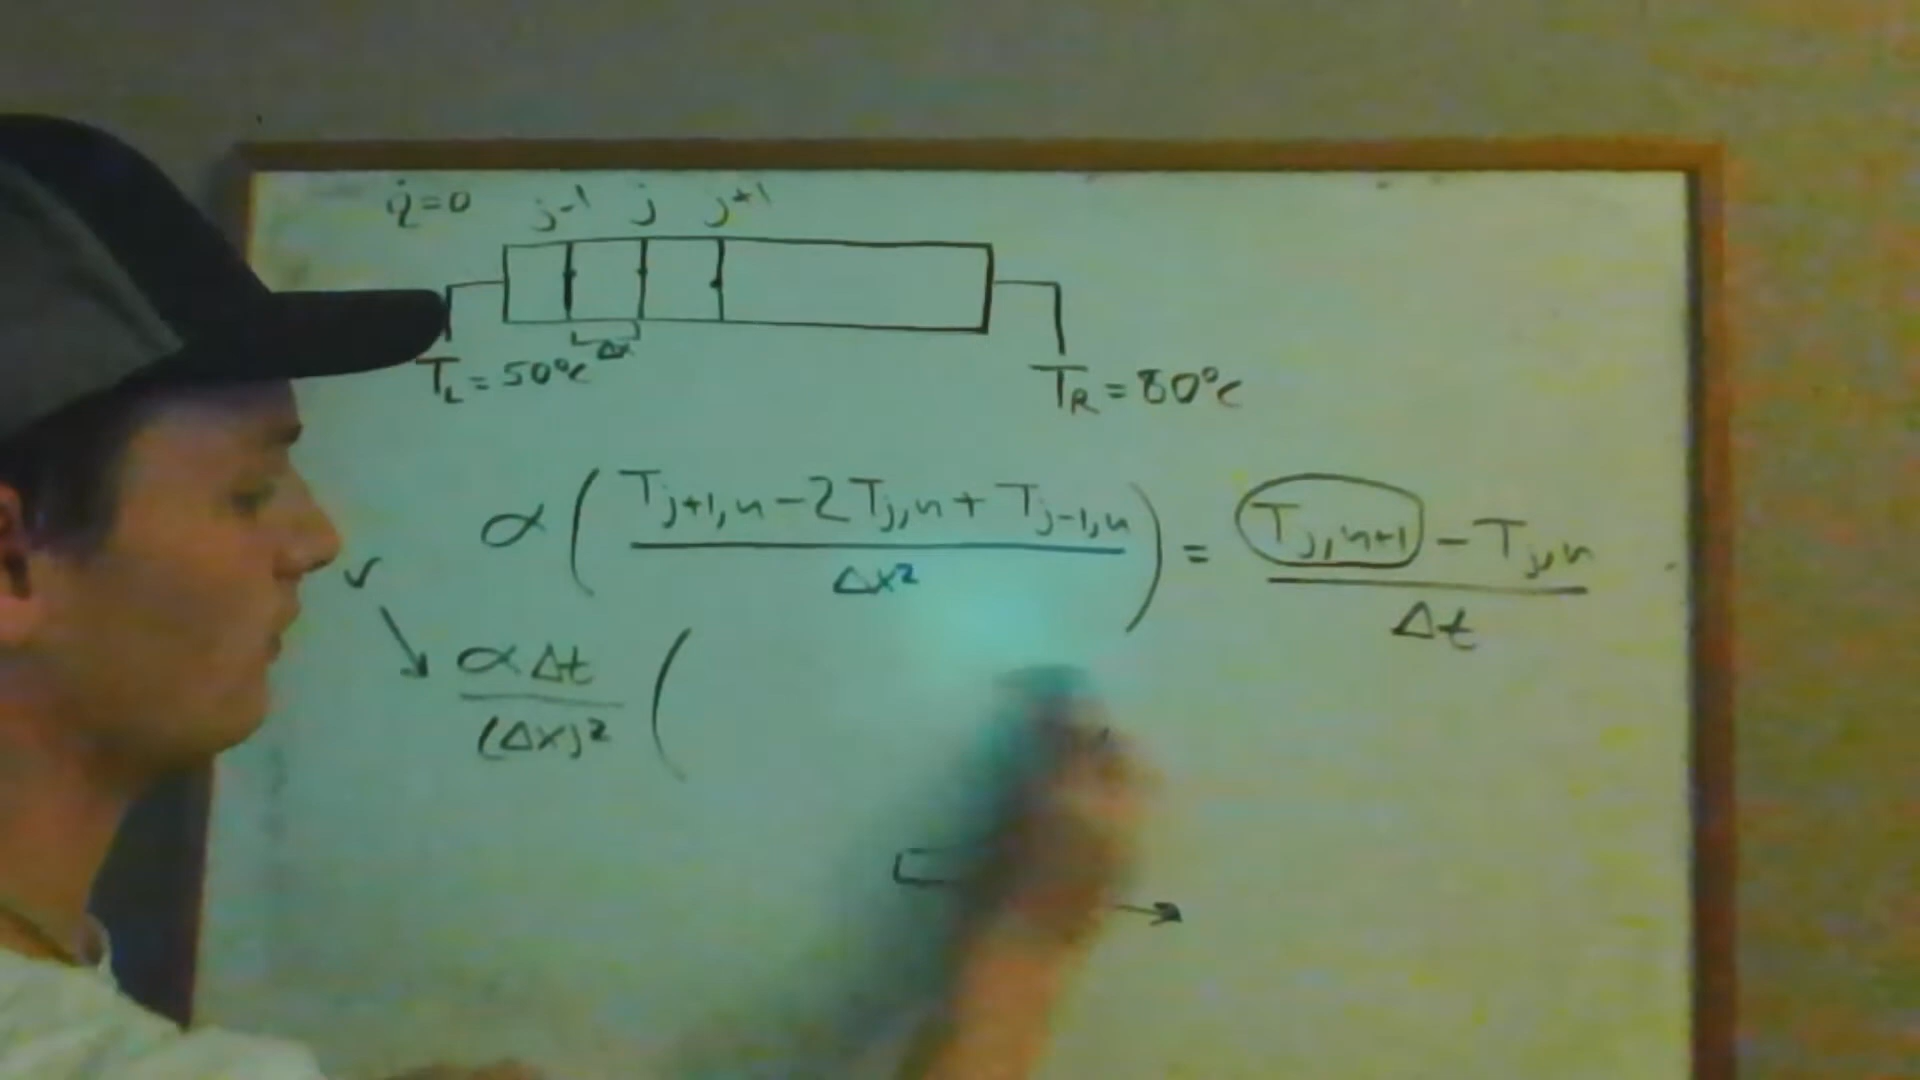 q̇=0 j-1 j j+1
Δx
T_L = 50°C
T_R = 80°C
α ( (T_{j+1,n} - 2T_{j,n} + T_{j-1,n}) / Δx² ) = (T_{j,n+1} - T_{j,n}) / Δt
r
αΔt / (Δx)² (